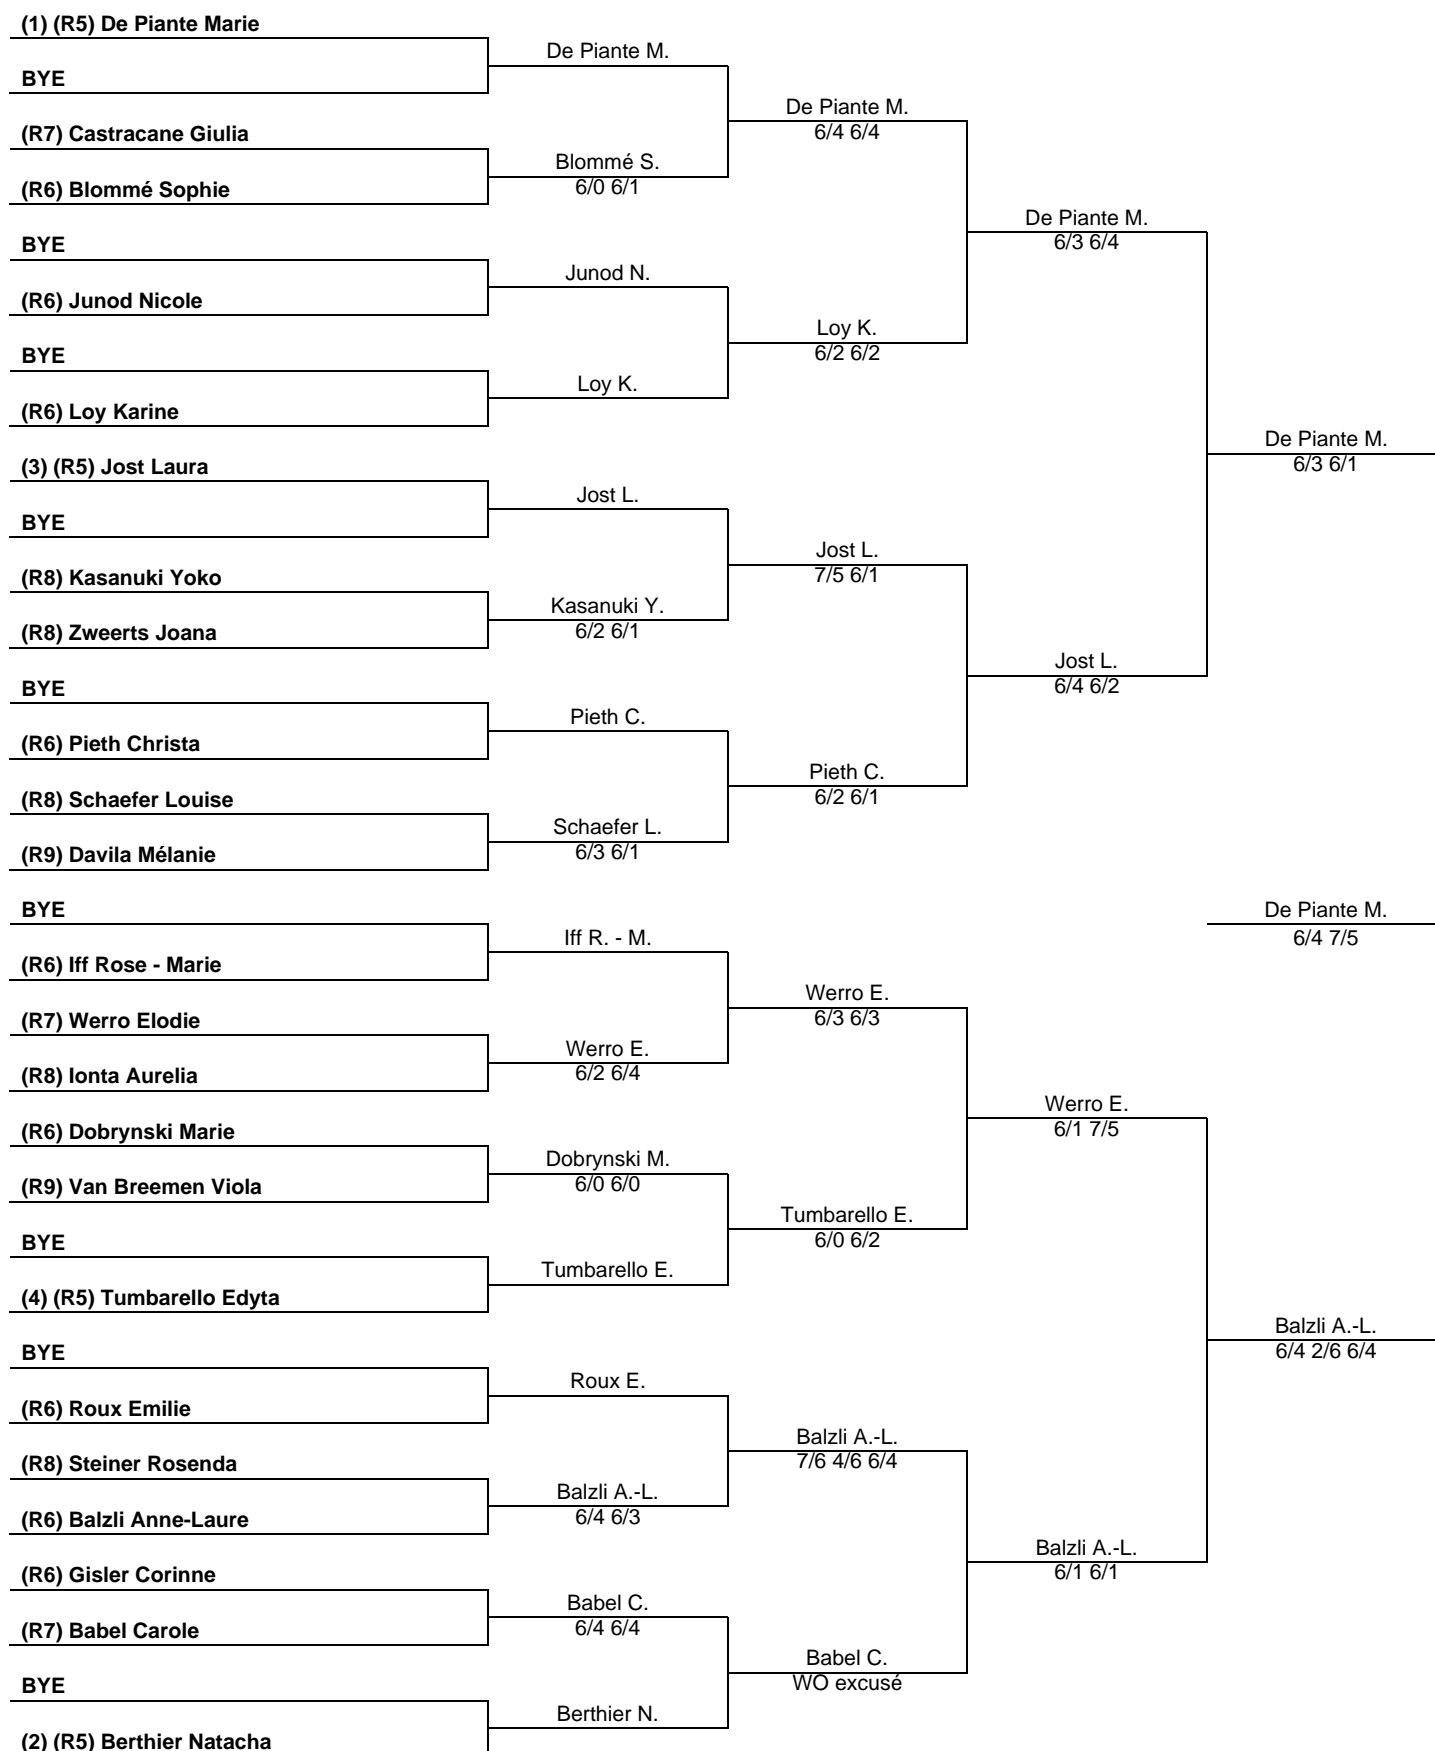 (1) (R5) De Piante Marie
De Piante M.
BYE
De Piante M.
6/4 6/4
(R7) Castracane Giulia
Blommé S.
6/0 6/1
(R6) Blommé Sophie
De Piante M.
6/3 6/4
BYE
Junod N.
(R6) Junod Nicole
Loy K.
6/2 6/2
BYE
Loy K.
(R6) Loy Karine
De Piante M.
6/3 6/1
(3) (R5) Jost Laura
Jost L.
BYE
Jost L.
7/5 6/1
(R8) Kasanuki Yoko
Kasanuki Y.
6/2 6/1
(R8) Zweerts Joana
Jost L.
6/4 6/2
BYE
Pieth C.
(R6) Pieth Christa
Pieth C.
6/2 6/1
(R8) Schaefer Louise
Schaefer L.
6/3 6/1
(R9) Davila Mélanie
BYE
De Piante M.
6/4 7/5
Iff R. - M.
(R6) Iff Rose - Marie
Werro E.
6/3 6/3
(R7) Werro Elodie
Werro E.
6/2 6/4
(R8) Ionta Aurelia
Werro E.
6/1 7/5
(R6) Dobrynski Marie
Dobrynski M.
6/0 6/0
(R9) Van Breemen Viola
Tumbarello E.
6/0 6/2
BYE
Tumbarello E.
(4) (R5) Tumbarello Edyta
Balzli A.-L.
6/4 2/6 6/4
BYE
Roux E.
(R6) Roux Emilie
Balzli A.-L.
7/6 4/6 6/4
(R8) Steiner Rosenda
Balzli A.-L.
6/4 6/3
(R6) Balzli Anne-Laure
Balzli A.-L.
6/1 6/1
(R6) Gisler Corinne
Babel C.
6/4 6/4
(R7) Babel Carole
Babel C.
WO excusé
BYE
Berthier N.
(2) (R5) Berthier Natacha